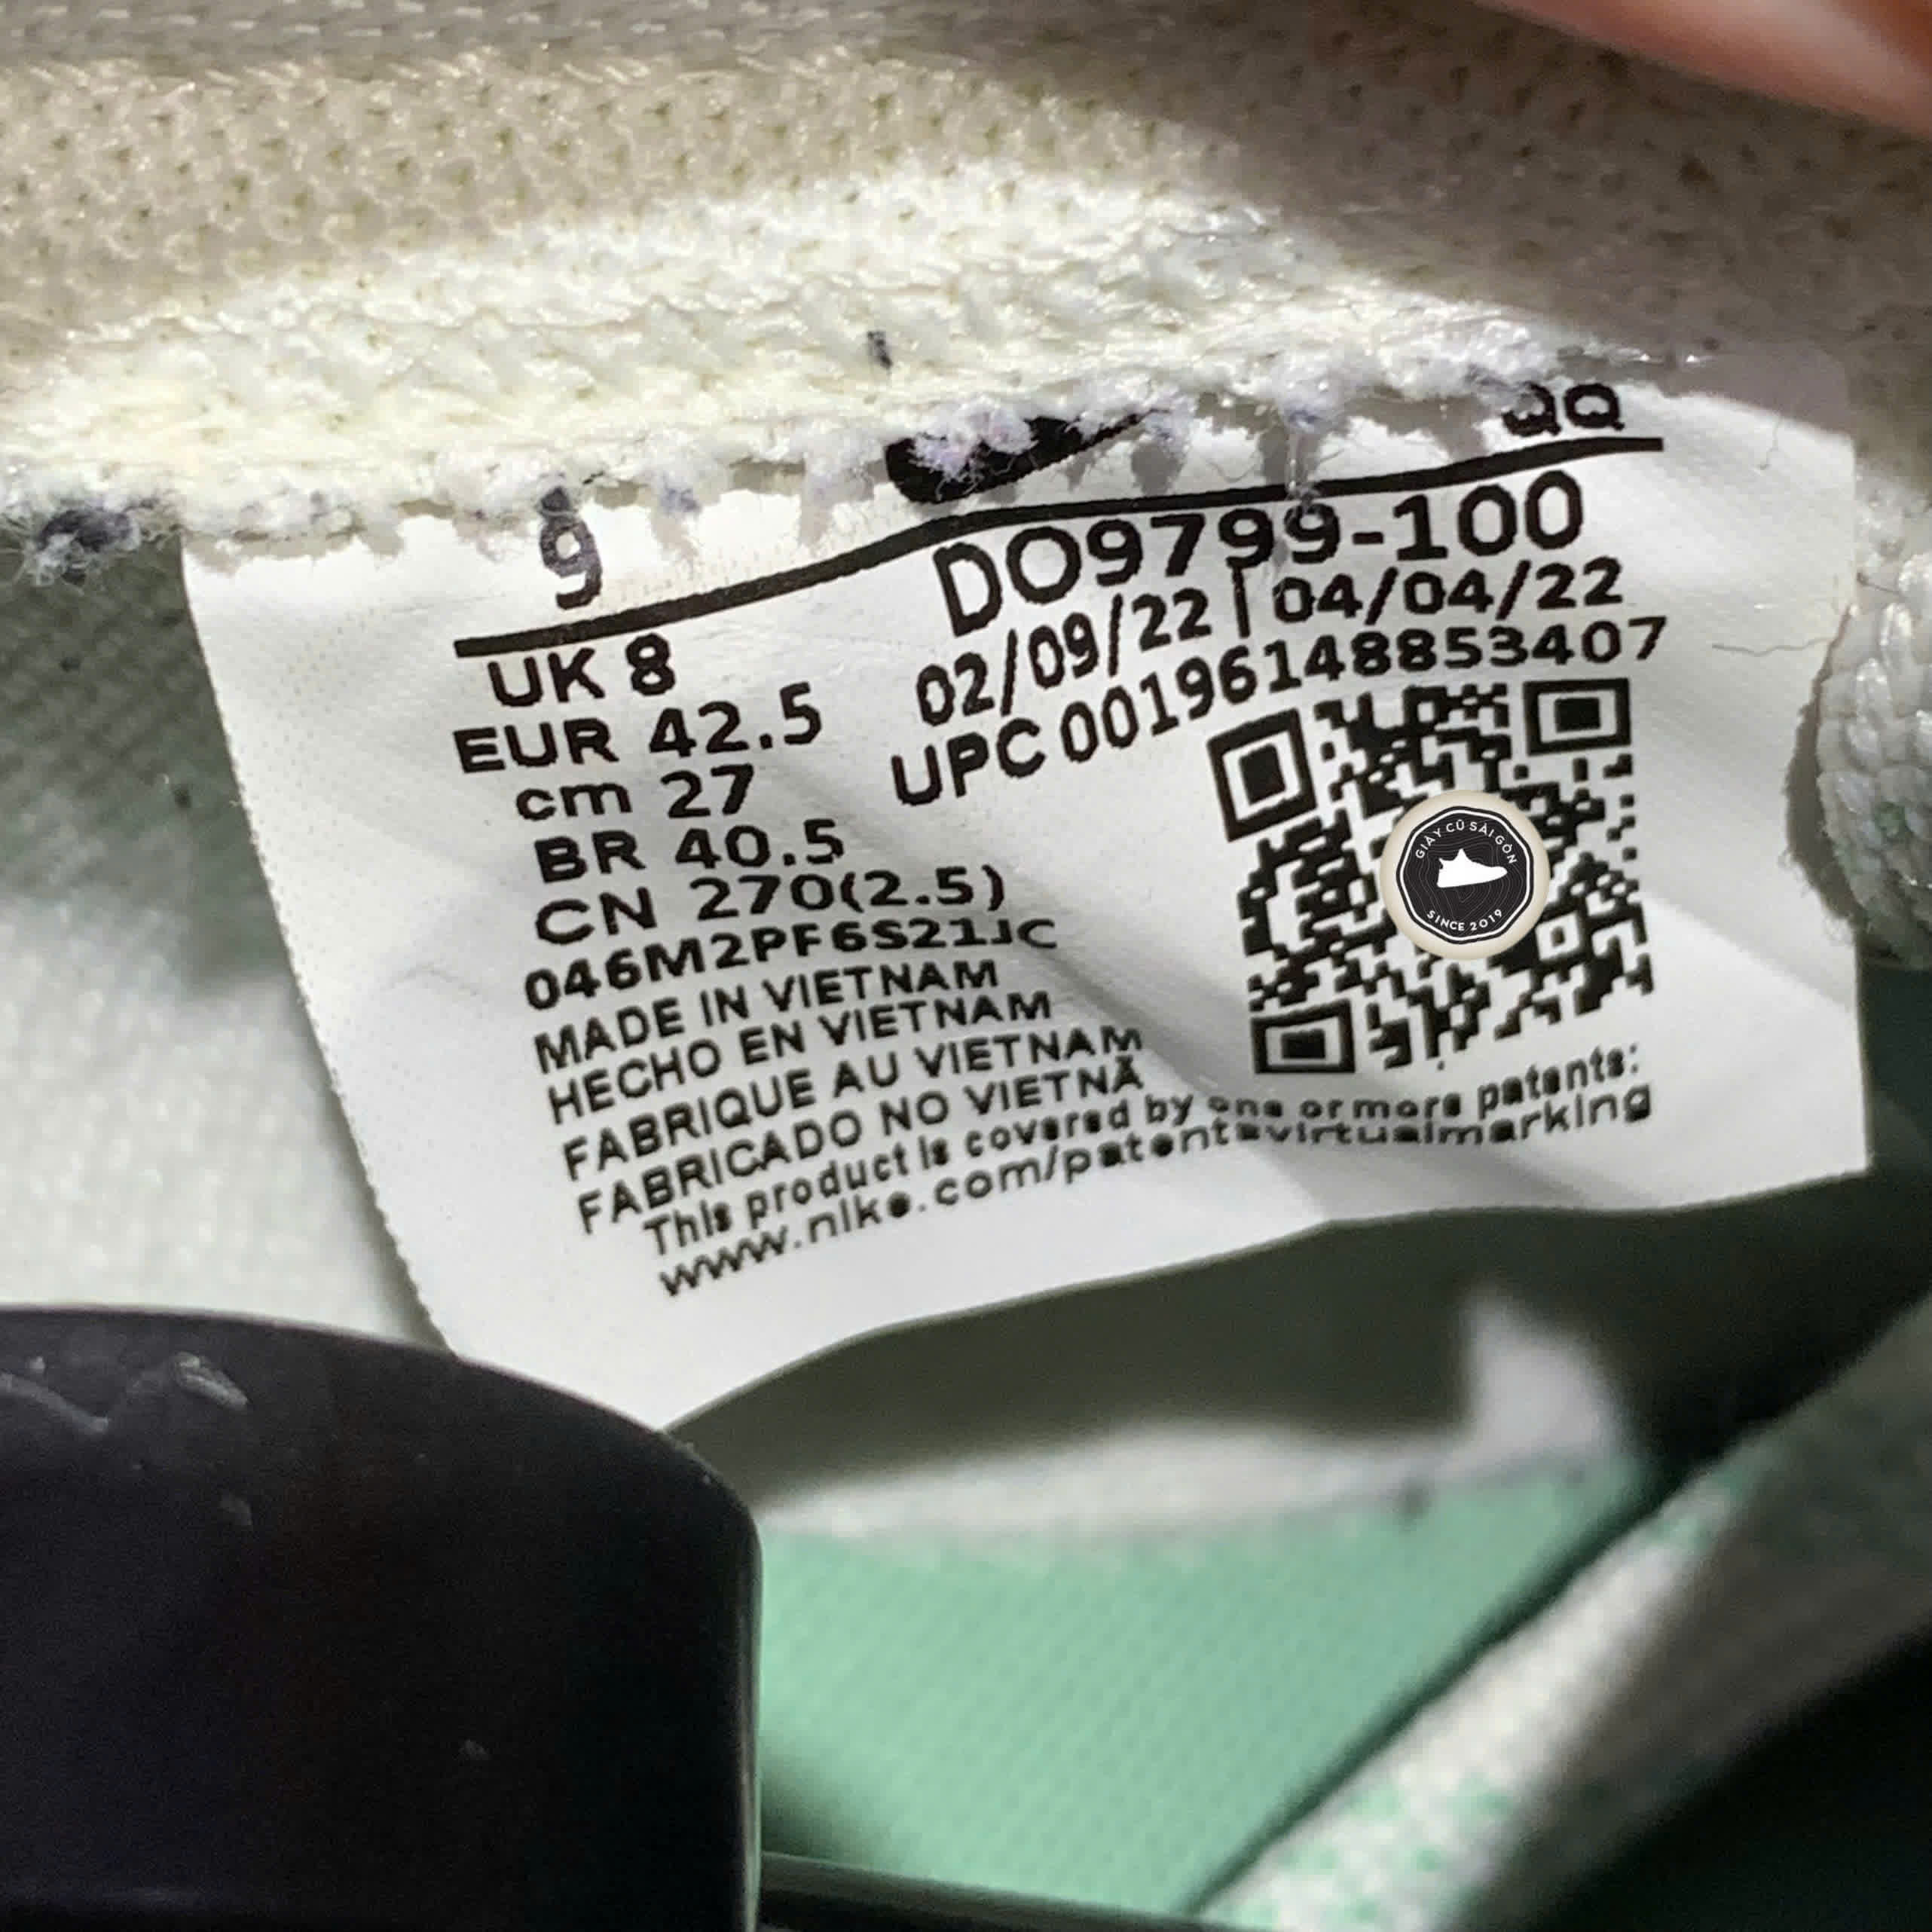 QQ
9
DO9799-100
02/09/22 | 04/04/22
UPC 00196148853407
UK 8
EUR 42.5
cm 27
BR 40.5
CN 270(2.5)
046M2PF6S21JC
MADE IN VIETNAM
HECHO EN VIETNAM
FABRIQUE AU VIETNAM
FABRICADO NO VIETNÃ
This product is covered by one or more patents:
www.nike.com/patentsvirtualmarking
GIÀY CŨ SÀI GÒN
SINCE 2019